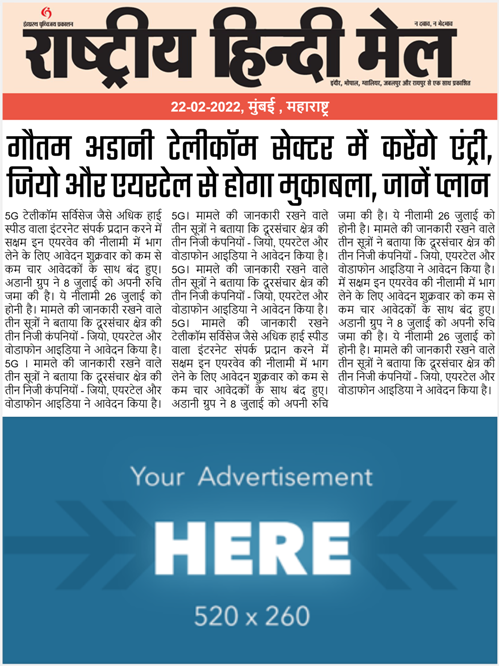 इंडियाना पब्लिकेशन प्रकाशन
न दबाव, न भेदभाव
राष्ट्रीय हिन्दी मेल
इंदौर, भोपाल, ग्वालियर, जबलपुर और रायपुर से एक साथ प्रकाशित
22-02-2022, मुंबई , महाराष्ट्र
गौतम अडानी टेलीकॉम सेक्टर में करेंगे एंट्री,
जियो और एयरटेल से होगा मुकाबला, जानें प्लान
5G टेलीकॉम सर्विसेज जैसे अधिक हाई
स्पीड वाला इंटरनेट संपर्क प्रदान करने में
सक्षम इन एयरवेव की नीलामी में भाग
लेने के लिए आवेदन शुक्रवार को कम से
कम चार आवेदकों के साथ बंद हुए।
अडानी ग्रुप ने 8 जुलाई को अपनी रुचि
जमा की है। ये नीलामी 26 जुलाई को
होनी है। मामले की जानकारी रखने वाले
तीन सूत्रों ने बताया कि दूरसंचार क्षेत्र की
तीन निजी कंपनियों - जियो, एयरटेल और
वोडाफोन आइडिया ने आवेदन किया है।
5G । मामले की जानकारी रखने वाले
तीन सूत्रों ने बताया कि दूरसंचार क्षेत्र की
तीन निजी कंपनियों - जियो, एयरटेल और
वोडाफोन आइडिया ने आवेदन किया है।
5G। मामले की जानकारी रखने वाले
तीन सूत्रों ने बताया कि दूरसंचार क्षेत्र की
तीन निजी कंपनियों - जियो, एयरटेल और
वोडाफोन आइडिया ने आवेदन किया है।
5G। मामले की जानकारी रखने वाले
तीन सूत्रों ने बताया कि दूरसंचार क्षेत्र की
तीन निजी कंपनियों - जियो, एयरटेल और
वोडाफोन आइडिया ने आवेदन किया है।
5G। मामले की जानकारी रखने
टेलीकॉम सर्विसेज जैसे अधिक हाई स्पीड
वाला इंटरनेट संपर्क प्रदान करने में
सक्षम इन एयरवेव की नीलामी में भाग
लेने के लिए आवेदन शुक्रवार को कम से
कम चार आवेदकों के साथ बंद हुए।
अडानी ग्रुप ने 8 जुलाई को अपनी रुचि
जमा की है। ये नीलामी 26 जुलाई को
होनी है। मामले की जानकारी रखने वाले
तीन सूत्रों ने बताया कि दूरसंचार क्षेत्र की
तीन निजी कंपनियों - जियो, एयरटेल और
वोडाफोन आइडिया ने आवेदन किया है।
में सक्षम इन एयरवेव की नीलामी में भाग
लेने के लिए आवेदन शुक्रवार को कम से
कम चार आवेदकों के साथ बंद हुए।
अडानी ग्रुप ने 8 जुलाई को अपनी रुचि
जमा की है। ये नीलामी 26 जुलाई को
होनी है। मामले की जानकारी रखने वाले
तीन सूत्रों ने बताया कि दूरसंचार क्षेत्र की
तीन निजी कंपनियों - जियो, एयरटेल और
वोडाफोन आइडिया ने आवेदन किया है।
Your Advertisement
HERE
520 x 260